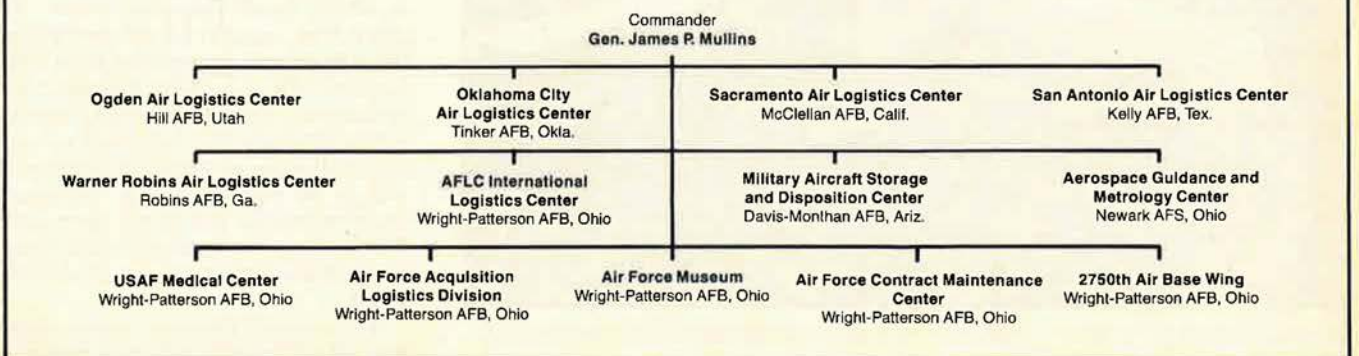 Commander
Gen. James P. Mullins
Ogden Air Logistics Center
Hill AFB, Utah
Oklahoma City
Air Logistics Center
Tinker AFB, Okla.
Sacramento Air Logistics Center
McClellan AFB, Calif.
San Antonio Air Logistics Center
Kelly AFB, Tex.
Warner Robins Air Logistics Center
Robins AFB, Ga.
AFLC International
Logistics Center
Wright-Patterson AFB, Ohio
Military Aircraft Storage
and Disposition Center
Davis-Monthan AFB, Ariz.
Aerospace Guidance and
Metrology Center
Newark AFS, Ohio
USAF Medical Center
Wright-Patterson AFB, Ohio
Air Force Acquisition
Logistics Division
Wright-Patterson AFB, Ohio
Air Force Museum
Wright-Patterson AFB, Ohio
Air Force Contract Maintenance
Center
Wright-Patterson AFB, Ohio
2750th Air Base Wing
Wright-Patterson AFB, Ohio